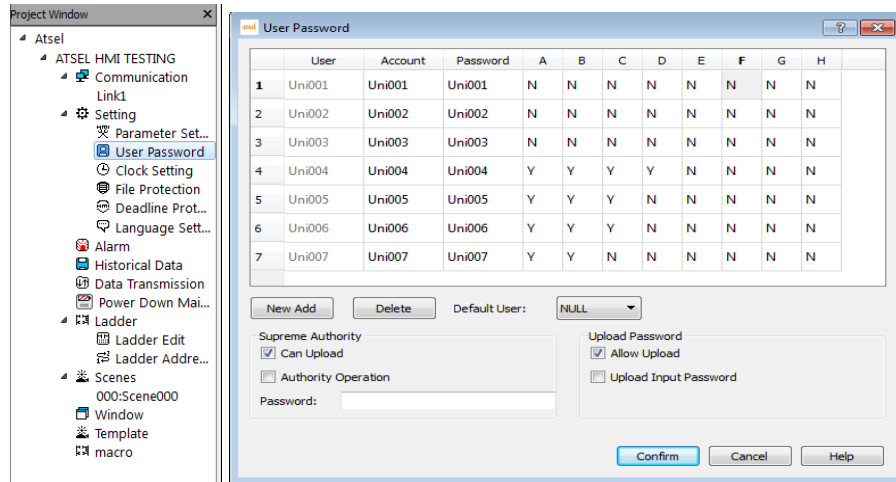 Project Window ×
Atsel
ATSEL HMI TESTING
Communication
Link1
Setting
Parameter Set...
User Password
Clock Setting
File Protection
Deadline Prot...
Language Sett...
Alarm
Historical Data
Data Transmission
Power Down Mai...
Ladder
Ladder Edit
Ladder Addre...
Scenes
000:Scene000
Window
Template
macro
atsel User Password ?
User Account Password A B C D E F G H
1 Uni001 Uni001 Uni001 N N N N N N N N
2 Uni002 Uni002 Uni002 N N N N N N N N
3 Uni003 Uni003 Uni003 N N N N N N N N
4 Uni004 Uni004 Uni004 Y Y Y Y N N N N
5 Uni005 Uni005 Uni005 Y Y Y N N N N N
6 Uni006 Uni006 Uni006 Y Y Y N N N N N
7 Uni007 Uni007 Uni007 Y Y N N N N N N
New Add Delete Default User: NULL
Supreme Authority Upload Password
Can Upload Allow Upload
Authority Operation Upload Input Password
Password:
Confirm Cancel Help